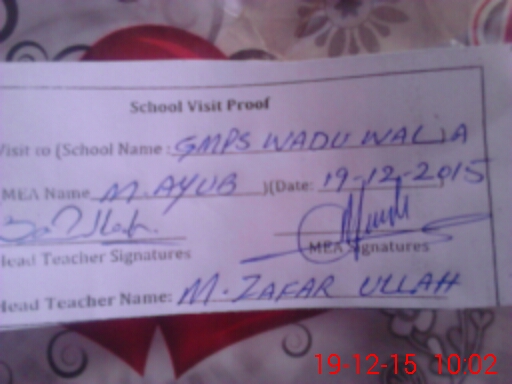 School Visit Proof
Visit to (School Name: GMPS WADU WALIA
MEA Name M.AYUB )(Date: 19-12-2015
Head Teacher Signatures MEA Signatures
Head Teacher Name: M. ZAFAR ULLAH
19-12-15 10:02